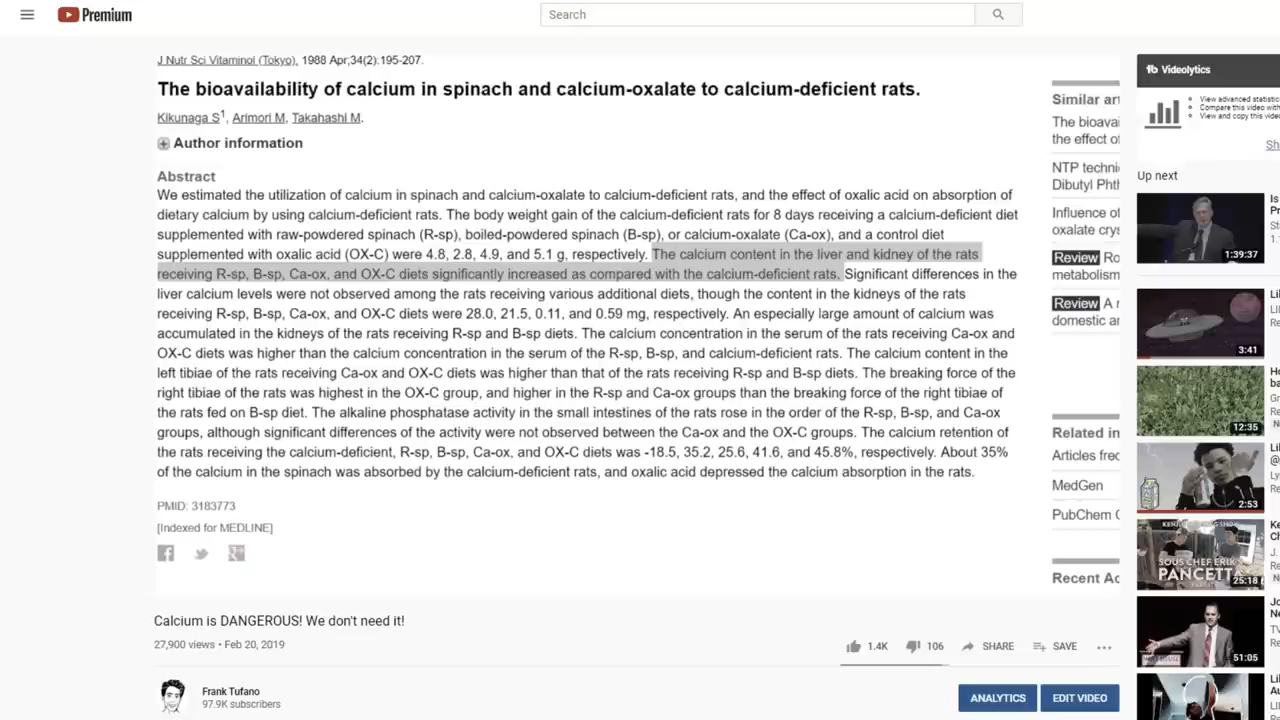 Premium
Search
J Nutr Sci Vitaminol (Tokyo). 1988 Apr;34(2):195-207.
The bioavailability of calcium in spinach and calcium-oxalate to calcium-deficient rats.
Kikunaga S1, Arimori M, Takahashi M.
Author information
Abstract
We estimated the utilization of calcium in spinach and calcium-oxalate to calcium-deficient rats, and the effect of oxalic acid on absorption of
dietary calcium by using calcium-deficient rats. The body weight gain of the calcium-deficient rats for 8 days receiving a calcium-deficient diet
supplemented with raw-powdered spinach (R-sp), boiled-powdered spinach (B-sp), or calcium-oxalate (Ca-ox), and a control diet
supplemented with oxalic acid (OX-C) were 4.8, 2.8, 4.9, and 5.1 g, respectively. The calcium content in the liver and kidney of the rats
receiving R-sp, B-sp, Ca-ox, and OX-C diets significantly increased as compared with the calcium-deficient rats. Significant differences in the
liver calcium levels were not observed among the rats receiving various additional diets, though the content in the kidneys of the rats
receiving R-sp, B-sp, Ca-ox, and OX-C diets were 28.0, 21.5, 0.11, and 0.59 mg, respectively. An especially large amount of calcium was
accumulated in the kidneys of the rats receiving R-sp and B-sp diets. The calcium concentration in the serum of the rats receiving Ca-ox and
OX-C diets was higher than the calcium concentration in the serum of the R-sp, B-sp, and calcium-deficient rats. The calcium content in the
left tibiae of the rats receiving Ca-ox and OX-C diets was higher than that of the rats receiving R-sp and B-sp diets. The breaking force of the
right tibiae of the rats was highest in the OX-C group, and higher in the R-sp and Ca-ox groups than the breaking force of the right tibiae of
the rats fed on B-sp diet. The alkaline phosphatase activity in the small intestines of the rats rose in the order of the R-sp, B-sp, and Ca-ox
groups, although significant differences of the activity were not observed between the Ca-ox and the OX-C groups. The calcium retention of
the rats receiving the calcium-deficient, R-sp, B-sp, Ca-ox, and OX-C diets was -18.5, 35.2, 25.6, 41.6, and 45.8%, respectively. About 35%
of the calcium in the spinach was absorbed by the calcium-deficient rats, and oxalic acid depressed the calcium absorption in the rats.
PMID: 3183773
[Indexed for MEDLINE]
Similar art
The bioavai
the effect of
NTP techni
Dibutyl Phth
Influence of
oxalate crys
Review Ro
metabolism
Review A r
domestic ar
Related in
Articles freq
MedGen
PubChem C
Recent Ac
Calcium is DANGEROUS! We don't need it!
27,900 views • Feb 20, 2019
1.4K
106
SHARE
SAVE
Frank Tufano
97.9K subscribers
ANALYTICS
EDIT VIDEO
Videolytics
View advanced statistic
Compare this video with
View and copy this vide
Sh
Up next
1:39:37
3:41
12:35
2:53
SOUS CHEF ERIK
PANCETTA
25:18
51:05